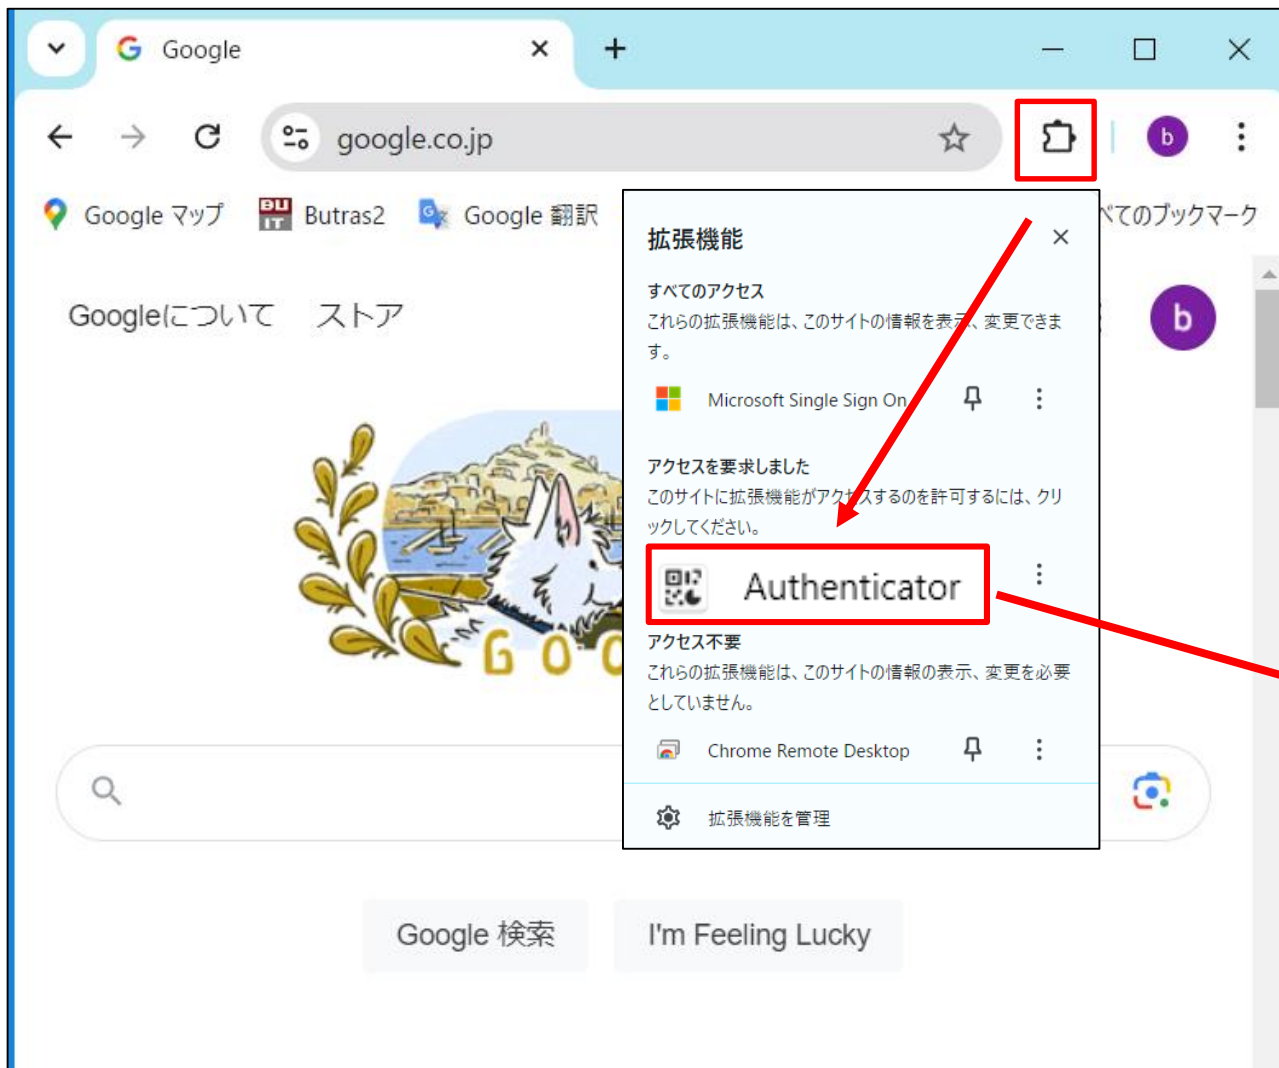 Google
google.co.jp
b
Google マップ
Butras2
Google 翻訳
べてのブックマーク
拡張機能
すべてのアクセス
これらの拡張機能は、このサイトの情報を表示、変更できま
す。
Microsoft Single Sign On
アクセスを要求しました
このサイトに拡張機能がアクセスするのを許可するには、クリ
ックしてください。
Authenticator
アクセス不要
これらの拡張機能は、このサイトの情報の表示、変更を必要
としていません。
Chrome Remote Desktop
拡張機能を管理
Googleについて
ストア
b
Google 検索
I'm Feeling Lucky